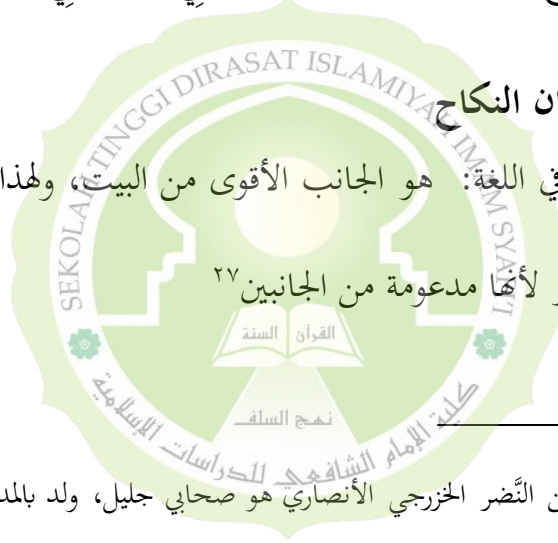 ان النكاح
في اللغة: هو الجانب الأقوى من البيت، ولهذا
لأنها مدعومة من الجانبين٢٧
ن النَّضر الخزرجي الأنصاري هو صحابي جليل، ولد بالمد
SEKOLAH TINGGI DIRASAT ISLAMIYAH IMAM SYAFI'I
القرآن السنة
نهج السلف
كلية الإمام الشافعي للدراسات الإسلامية